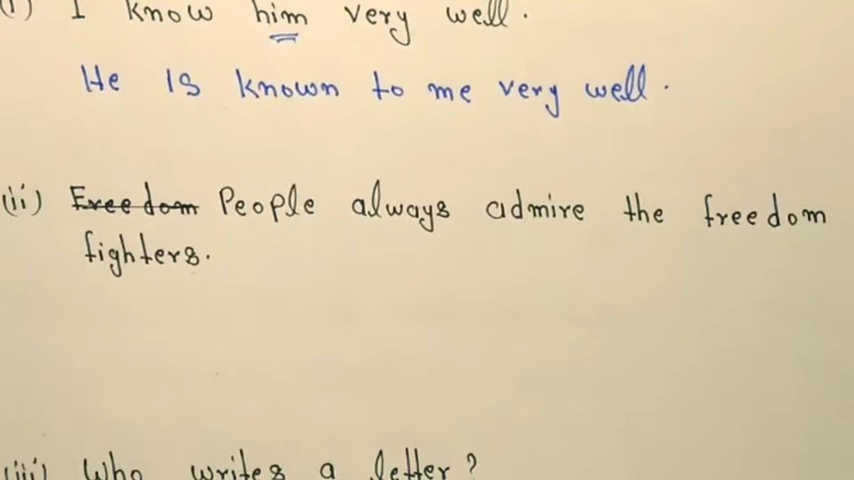 (i) I know him very well.
He is known to me very well.
(ii) Freedom People always admire the freedom
fighters.
(iii) Who writes a letter?